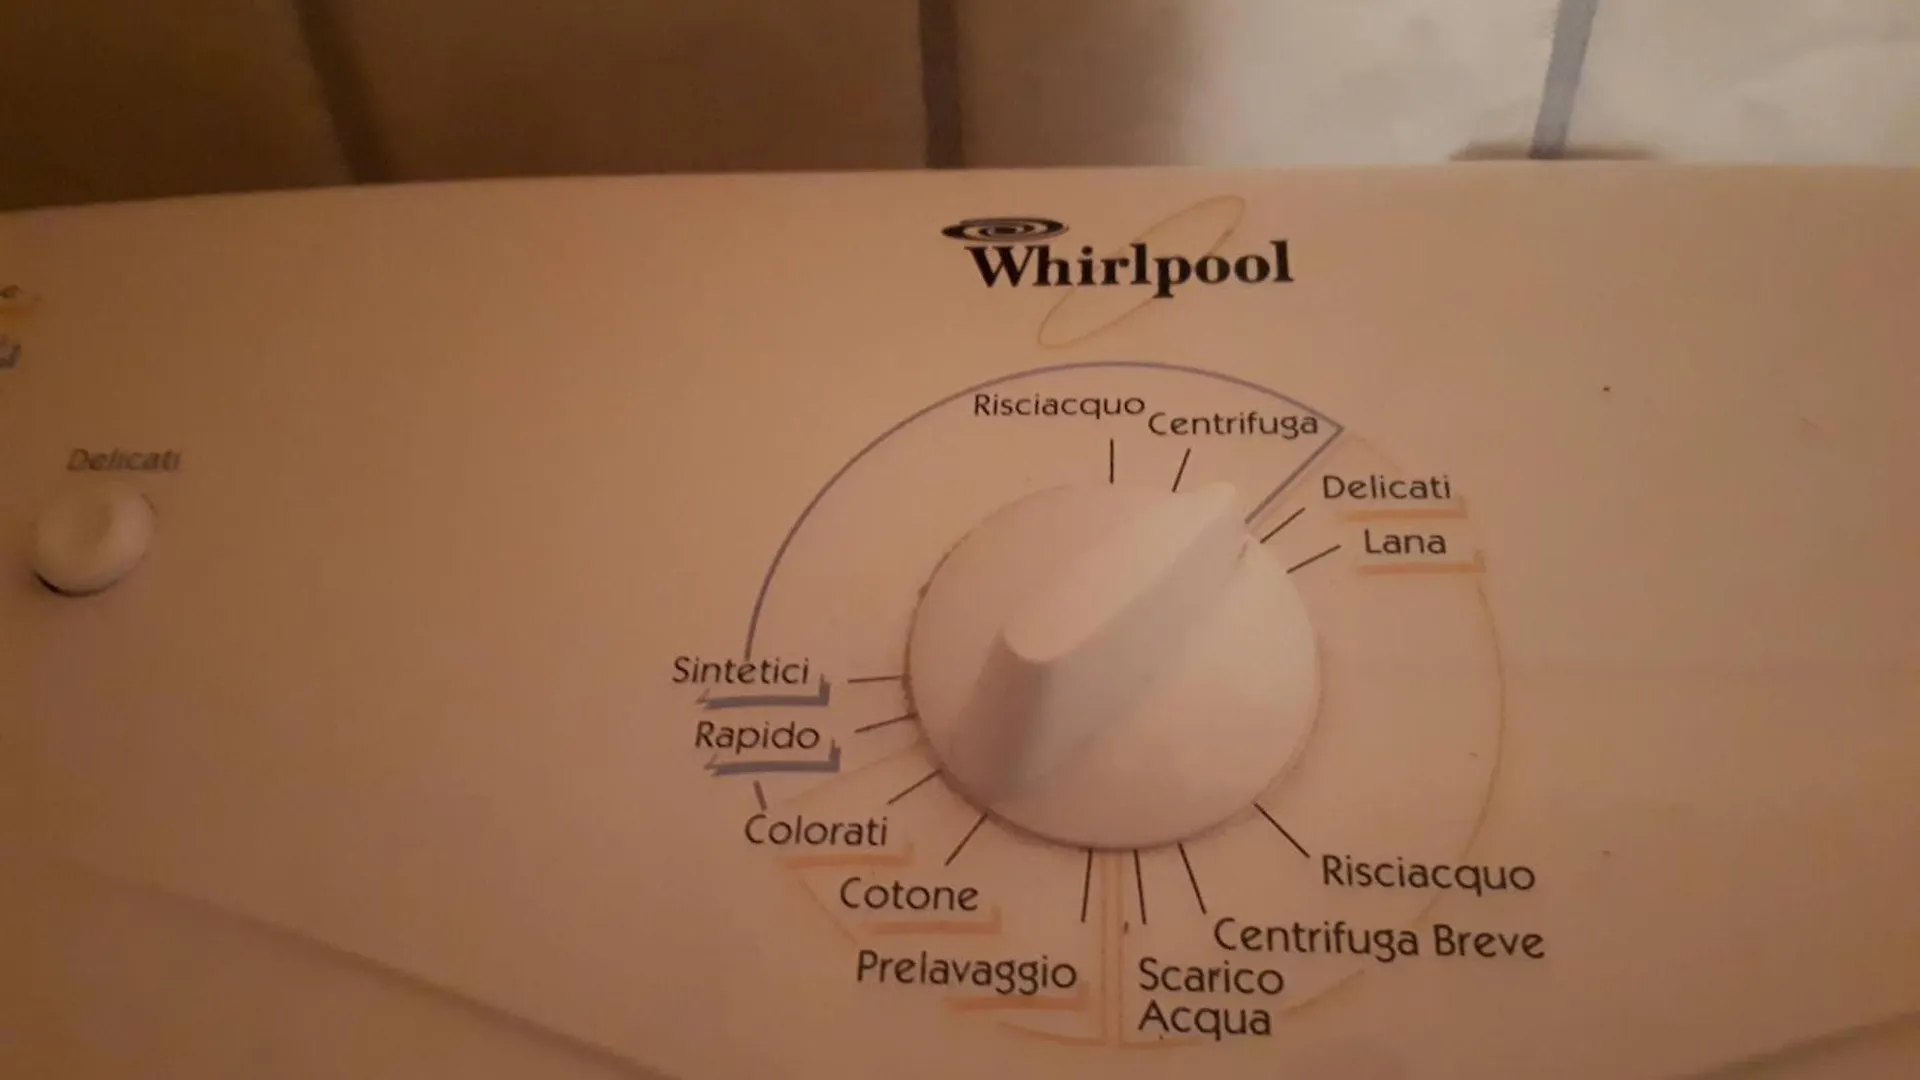 Whirlpool
Risciacquo
Centrifuga
Delicati
Delicati
Lana
Sintetici
Rapido
Colorati
Cotone
Prelavaggio
Risciacquo
Centrifuga Breve
Scarico
Acqua